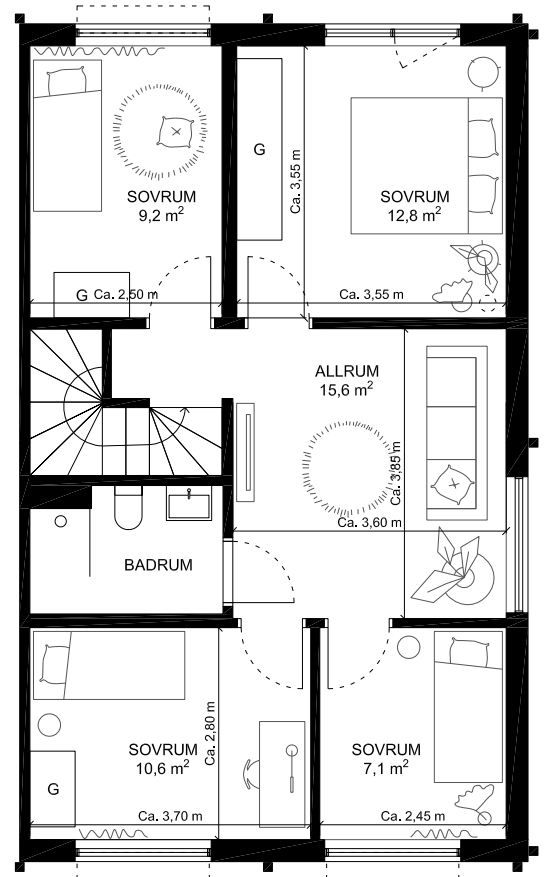 G
Ca. 3,55 m
SOVRUM
9,2 m²
SOVRUM
12,8 m²
G
Ca. 2,50 m
Ca. 3,55 m
ALLRUM
15,6 m²
Ca. 3,85 m
Ca. 3,60 m
BADRUM
Ca. 2,80 m
SOVRUM
10,6 m²
SOVRUM
7,1 m²
G
Ca. 3,70 m
Ca. 2,45 m